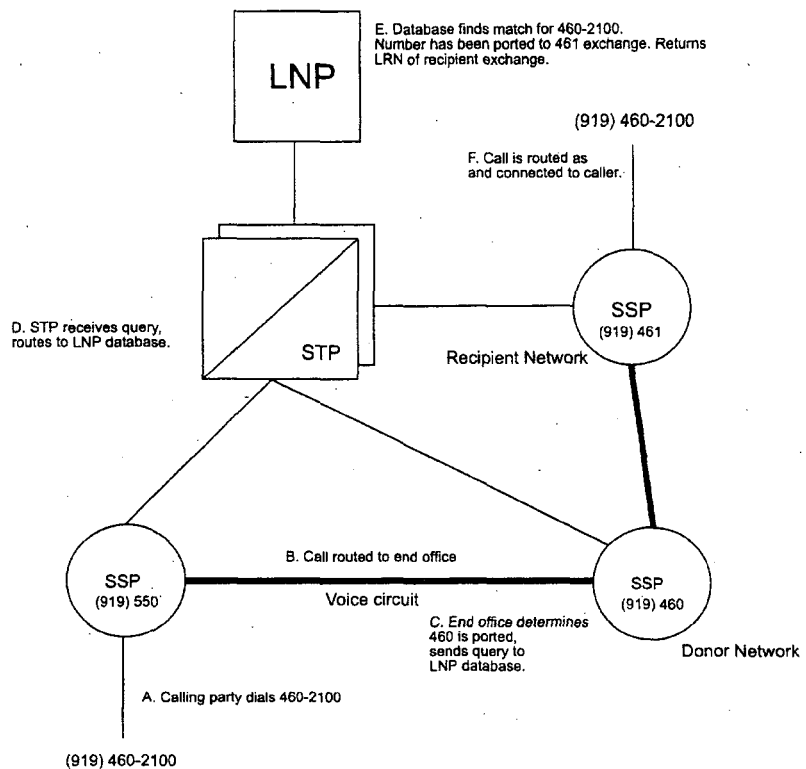 E. Database finds match for 460-2100.
Number has been ported to 461 exchange. Returns
LRN of recipient exchange.
LNP
(919) 460-2100
F. Call is routed as
and connected to caller.
SSP
(919) 461
Recipient Network
D. STP receives query,
routes to LNP database.
STP
B. Call routed to end office
SSP
(919) 550
Voice circuit
SSP
(919) 460
C. End office determines
460 is ported,
sends query to
LNP database.
Donor Network
A. Calling party dials 460-2100
(919) 460-2100